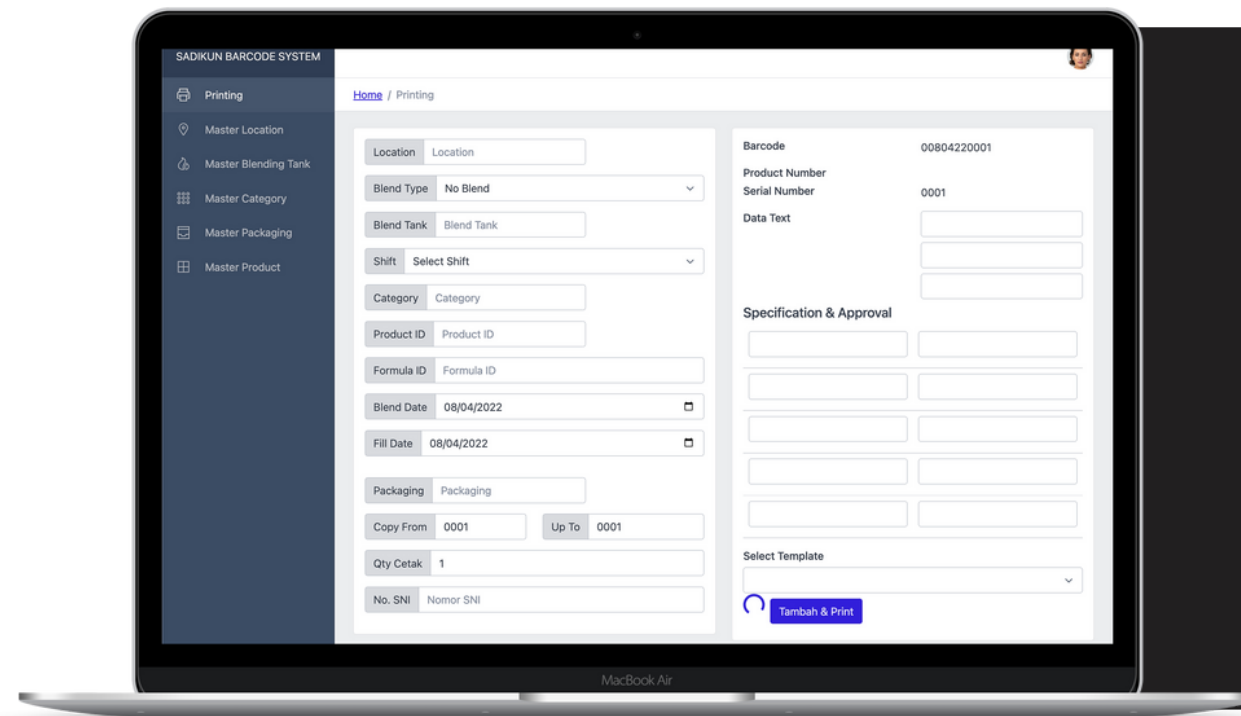 SADIKUN BARCODE SYSTEM
Printing
Master Location
Master Blending Tank
Master Category
Master Packaging
Master Product
Home / Printing
Location Location
Blend Type No Blend
Blend Tank Blend Tank
Shift Select Shift
Category Category
Product ID Product ID
Formula ID Formula ID
Blend Date 08/04/2022
Fill Date 08/04/2022
Packaging Packaging
Copy From 0001 Up To 0001
Qty Cetak 1
No. SNI Nomor SNI
Barcode 00804220001
Product Number
Serial Number 0001
Data Text
Specification & Approval
Select Template
Tambah & Print
MacBook Air